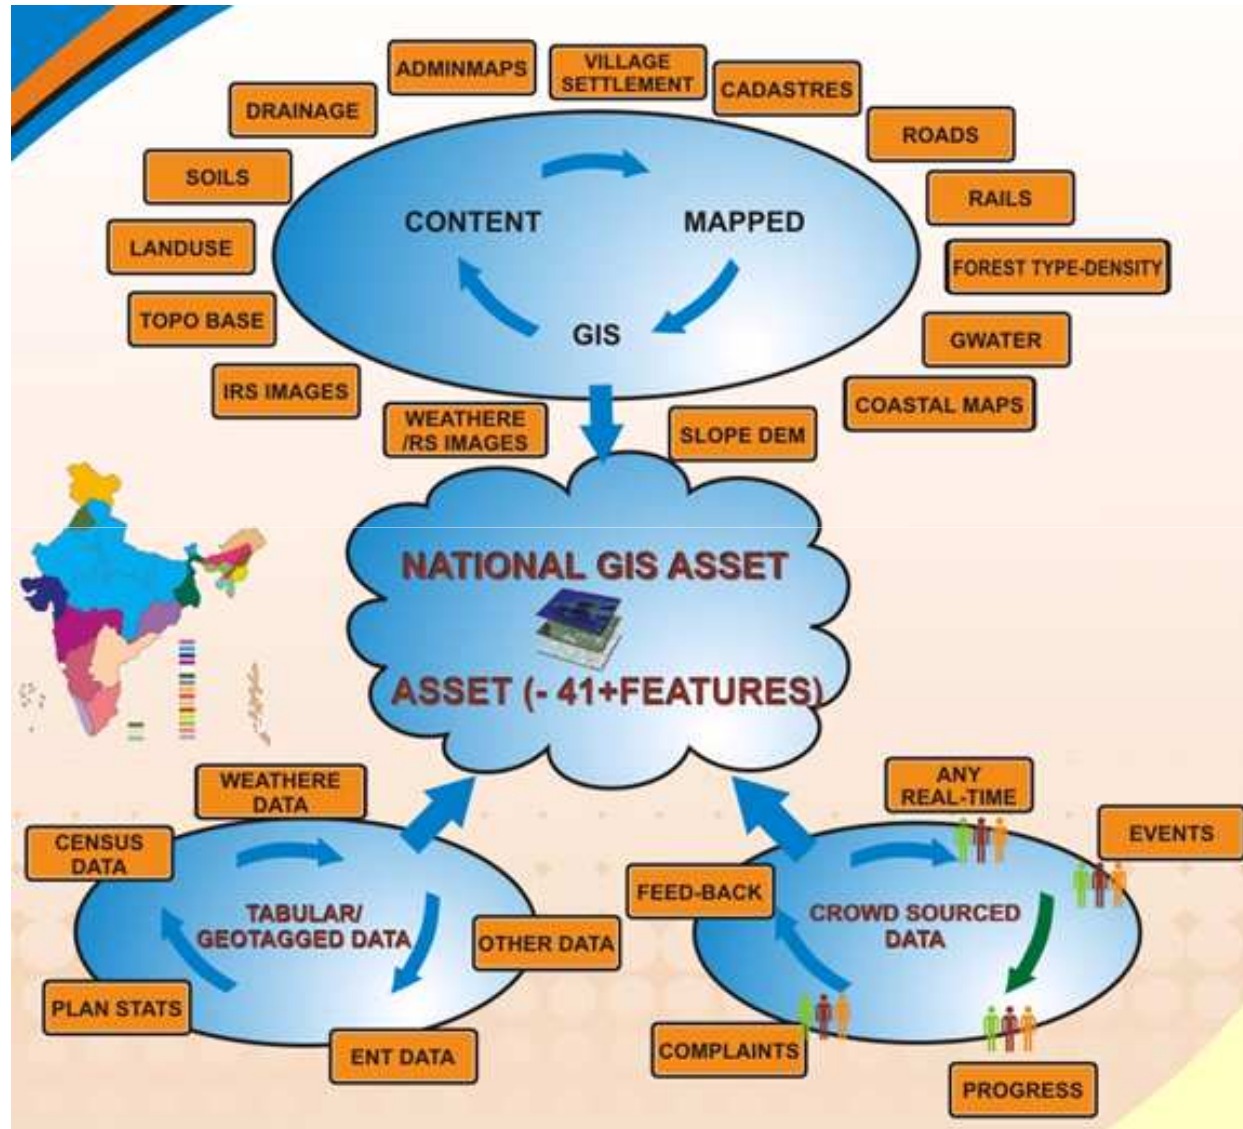 ADMINMAPS
VILLAGE
SETTLEMENT
CADASTRES
DRAINAGE
ROADS
SOILS
RAILS
CONTENT
MAPPED
LANDUSE
FOREST TYPE-DENSITY
TOPO BASE
GIS
GWATER
IRS IMAGES
COASTAL MAPS
WEATHERE
/RS IMAGES
SLOPE DEM
NATIONAL GIS ASSET
ASSET (- 41+FEATURES)
WEATHERE
DATA
CENSUS
DATA
TABULAR/
GEOTAGGED DATA
OTHER DATA
PLAN STATS
ENT DATA
ANY
REAL-TIME
EVENTS
FEED-BACK
CROWD SOURCED
DATA
COMPLAINTS
PROGRESS